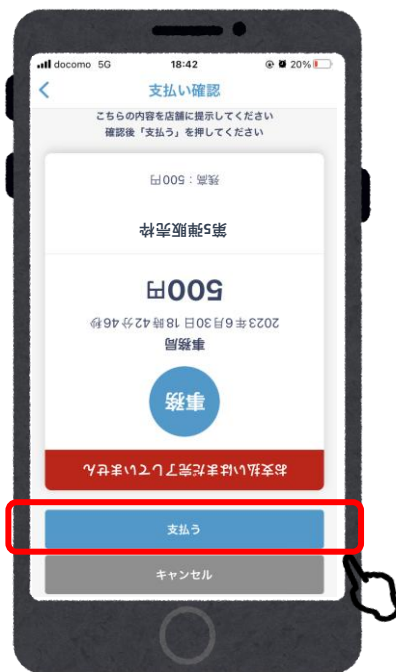 docomo 5G 18:42 20%
支払い確認
こちらの内容を店舗に提示してください
確認後「支払う」を押してください
お支払いはまだ完了していません
事務
事務局
2023年6月30日 18時42分46秒
500円
第5弾販売枠
残高：500円
支払う
キャンセル